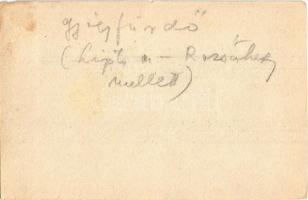 gyógyfürdő
(Liptó m – Rózsahegy
mellett)